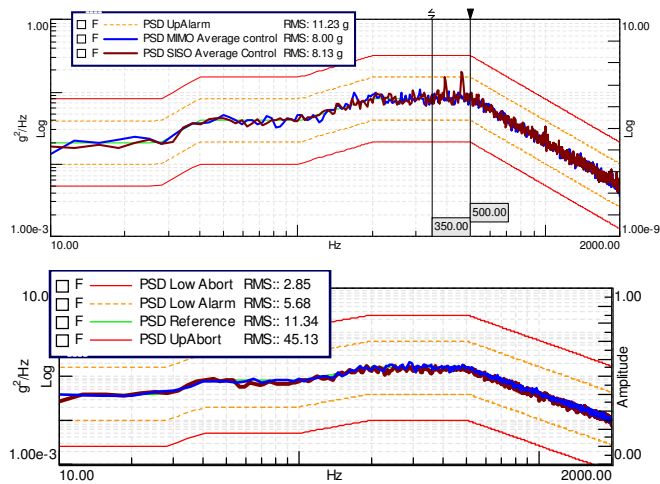 F PSD UpAlarm RMS: 11.23 g
F PSD MIMO Average control RMS: 8.00 g
F PSD SISO Average Control RMS: 8.13 g
1.00
10.00
g²/Hz
Log
Log
350.00
500.00
1.00e-3
1.00e-9
10.00
Hz
2000.00
F PSD Low Abort RMS:: 2.85
F PSD Low Alarm RMS:: 5.68
F PSD Reference RMS:: 11.34
F PSD UpAbort RMS:: 45.13
10.0
1.00
g²/Hz
Log
Amplitude
1.00e-3
0.00
10.00
Hz
2000.00